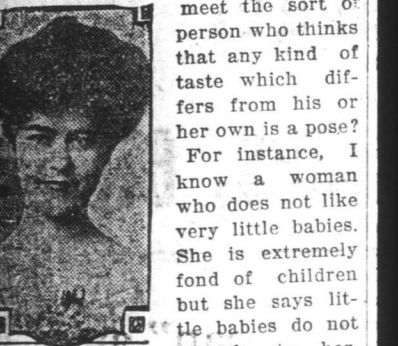 meet the sort of
person who thinks
that any kind of
taste which dif-
fers from his or
her own is a pose?
For instance, I
know a woman
who does not like
very little babies.
She is extremely
fond of children
but she says lit-
tle babies do not